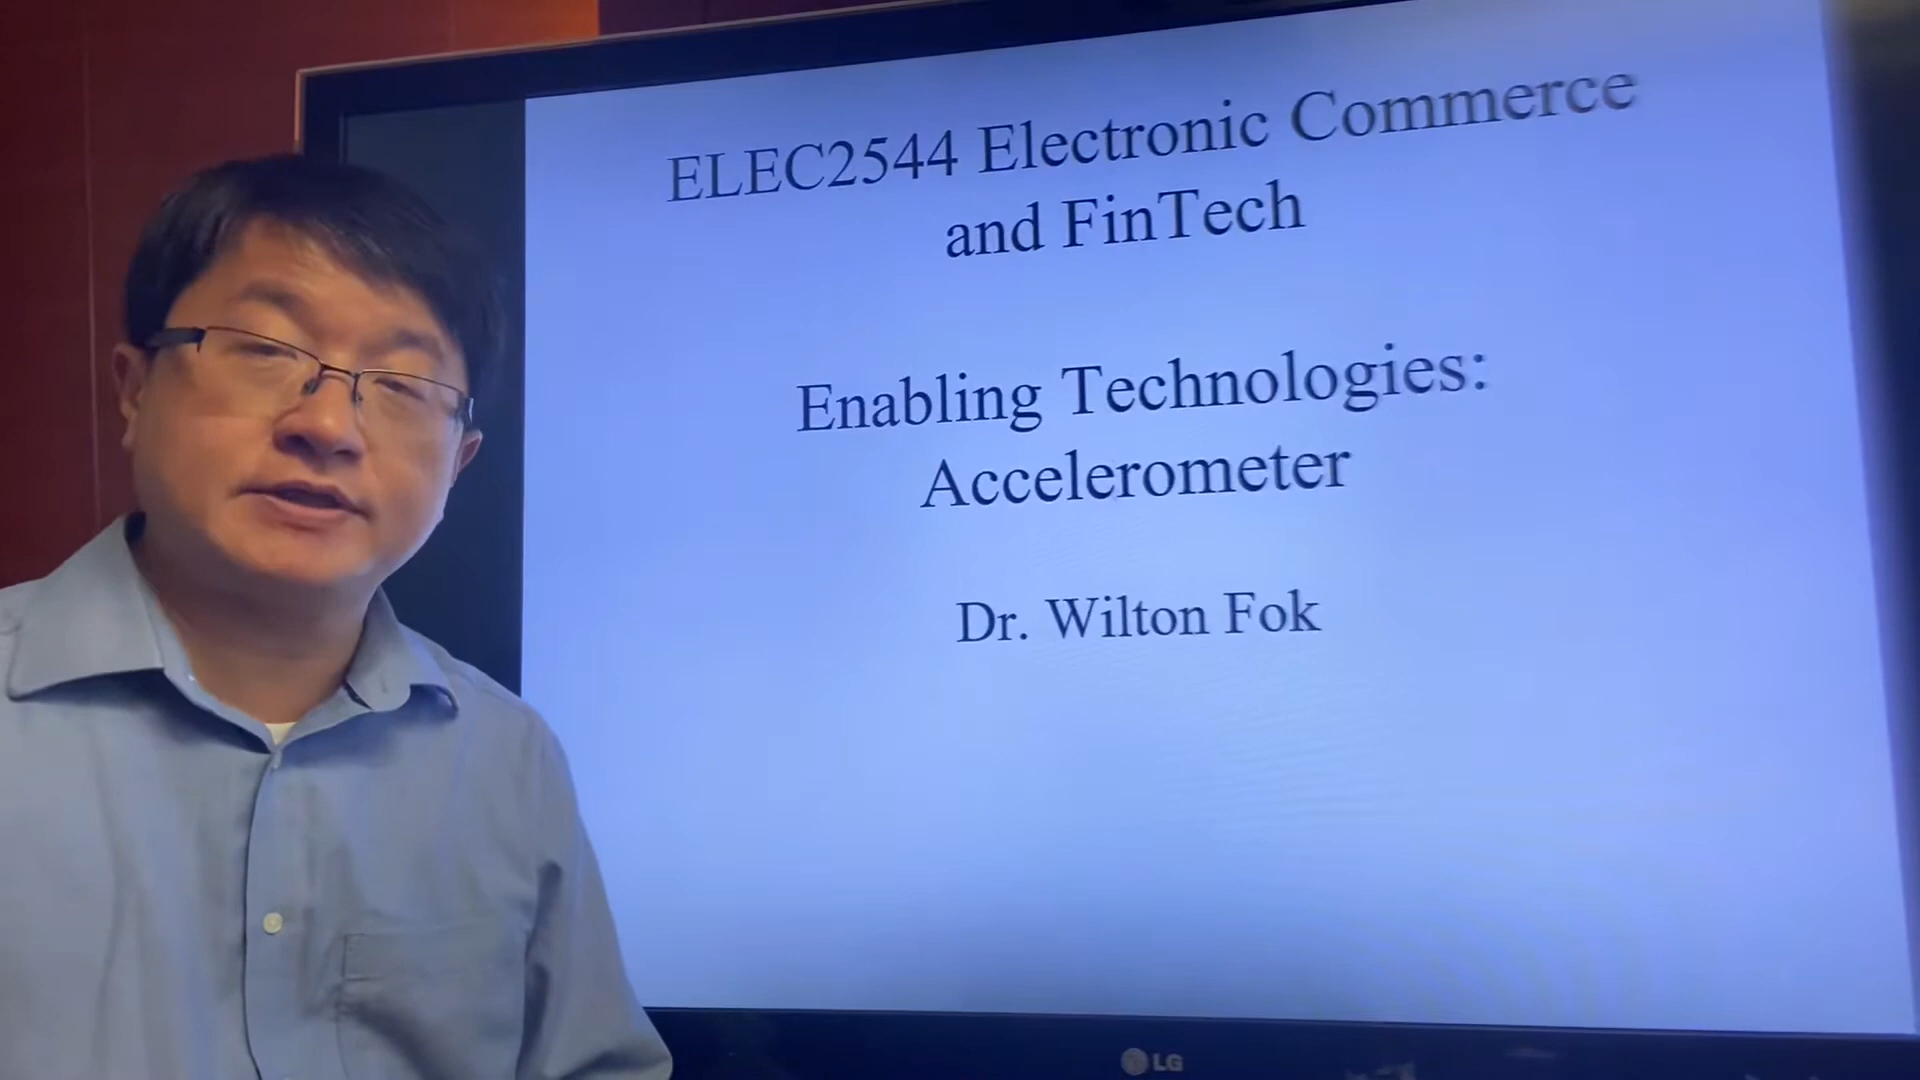 ELEC2544 Electronic Commerce
and FinTech
Enabling Technologies:
Accelerometer
Dr. Wilton Fok
LG